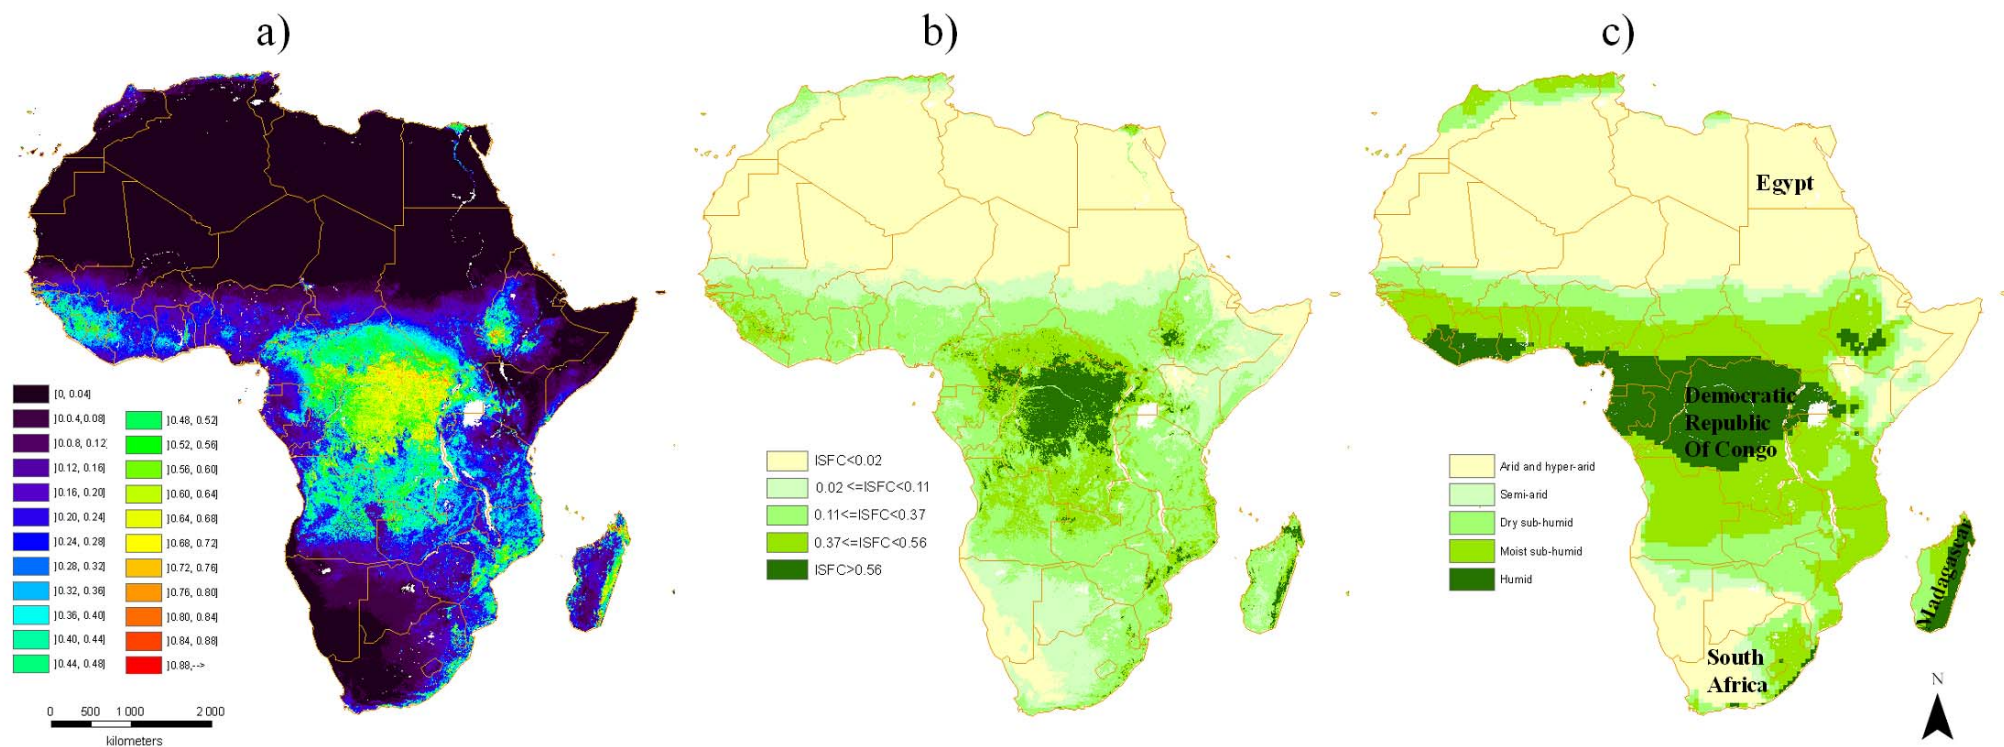 a)
[0, 0.04]
]0.0.4,0.08]
]0.0.8, 0.12]
]0.12, 0.16]
]0.16, 0.20]
]0.20, 0.24]
]0.24, 0.28]
]0.28, 0.32]
]0.32, 0.36]
]0.36, 0.40]
]0.40, 0.44]
]0.44, 0.48]
]0.48, 0.52]
]0.52, 0.56]
]0.56, 0.60]
]0.60, 0.64]
]0.64, 0.68]
]0.68, 0.72]
]0.72, 0.76]
]0.76, 0.80]
]0.80, 0.84]
]0.84, 0.88]
]0.88,-->
0 500 1 000 2 000
kilometers
b)
ISFC<0.02
0.02 <=ISFC<0.11
0.11<=ISFC<0.37
0.37<=ISFC<0.56
ISFC>0.56
c)
Egypt
Democratic
Republic
Of Congo
Madagascar
South
Africa
Arid and hyper-arid
Semi-arid
Dry sub-humid
Moist sub-humid
Humid
N